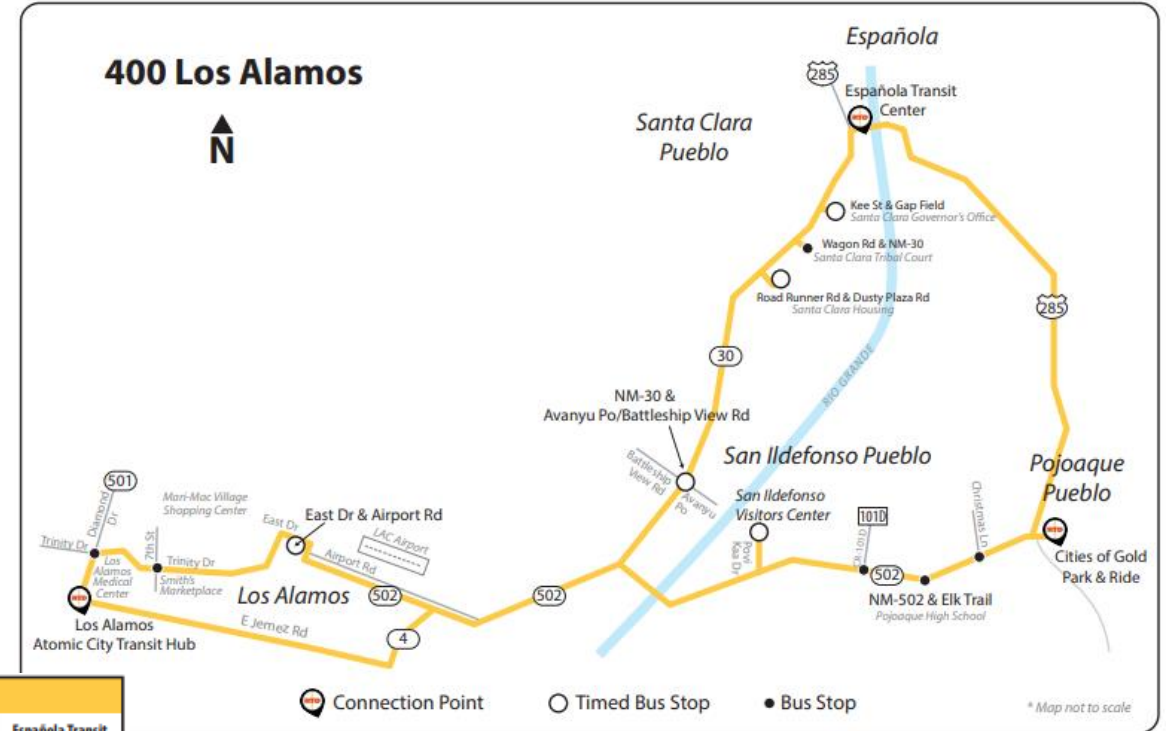 400 Los Alamos
N
Española
285
Española Transit
Center
Santa Clara
Pueblo
Kee St & Gap Field
Santa Clara Governor's Office
Wagon Rd & NM-30
Santa Clara Tribal Court
Road Runner Rd & Dusty Plaza Rd
Santa Clara Housing
285
30
RIO GRANDE
NM-30 &
Avanyu Po/Battleship View Rd
Battleship
View Rd
Avanyu
Po
San Ildefonso Pueblo
San Ildefonso
Visitors Center
Povi
Kaa Dr
101D
CR-101D
Christmas Ln
Pojoaque
Pueblo
Cities of Gold
Park & Ride
502
NM-502 & Elk Trail
Pojoaque High School
501
Diamond
Dr
Mari-Mac Village
Shopping Center
East Dr
East Dr & Airport Rd
LAC Airport
Airport Rd
Trinity Dr
7th St
Trinity Dr
Los
Alamos
Medical
Center
Smith's
Marketplace
Los Alamos
502
502
E Jemez Rd
4
Los Alamos
Atomic City Transit Hub
Connection Point
Timed Bus Stop
Bus Stop
* Map not to scale
Española Transit